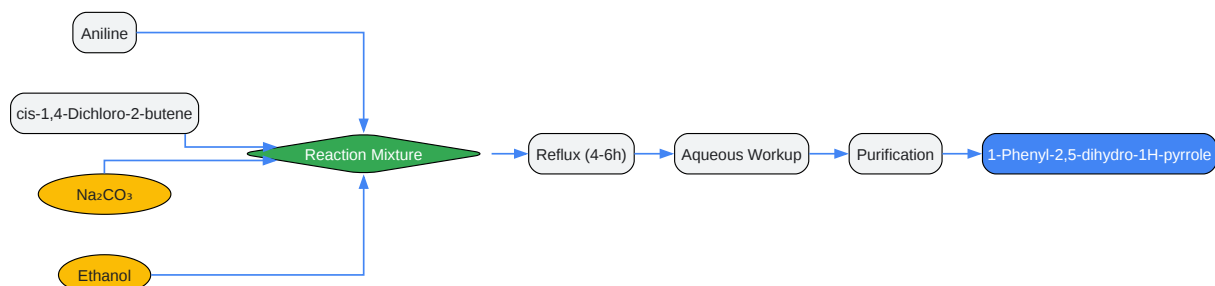 Aniline
cis-1,4-Dichloro-2-butene
Na₂CO₃
Ethanol
Reaction Mixture
Reflux (4-6h)
Aqueous Workup
Purification
1-Phenyl-2,5-dihydro-1H-pyrrole